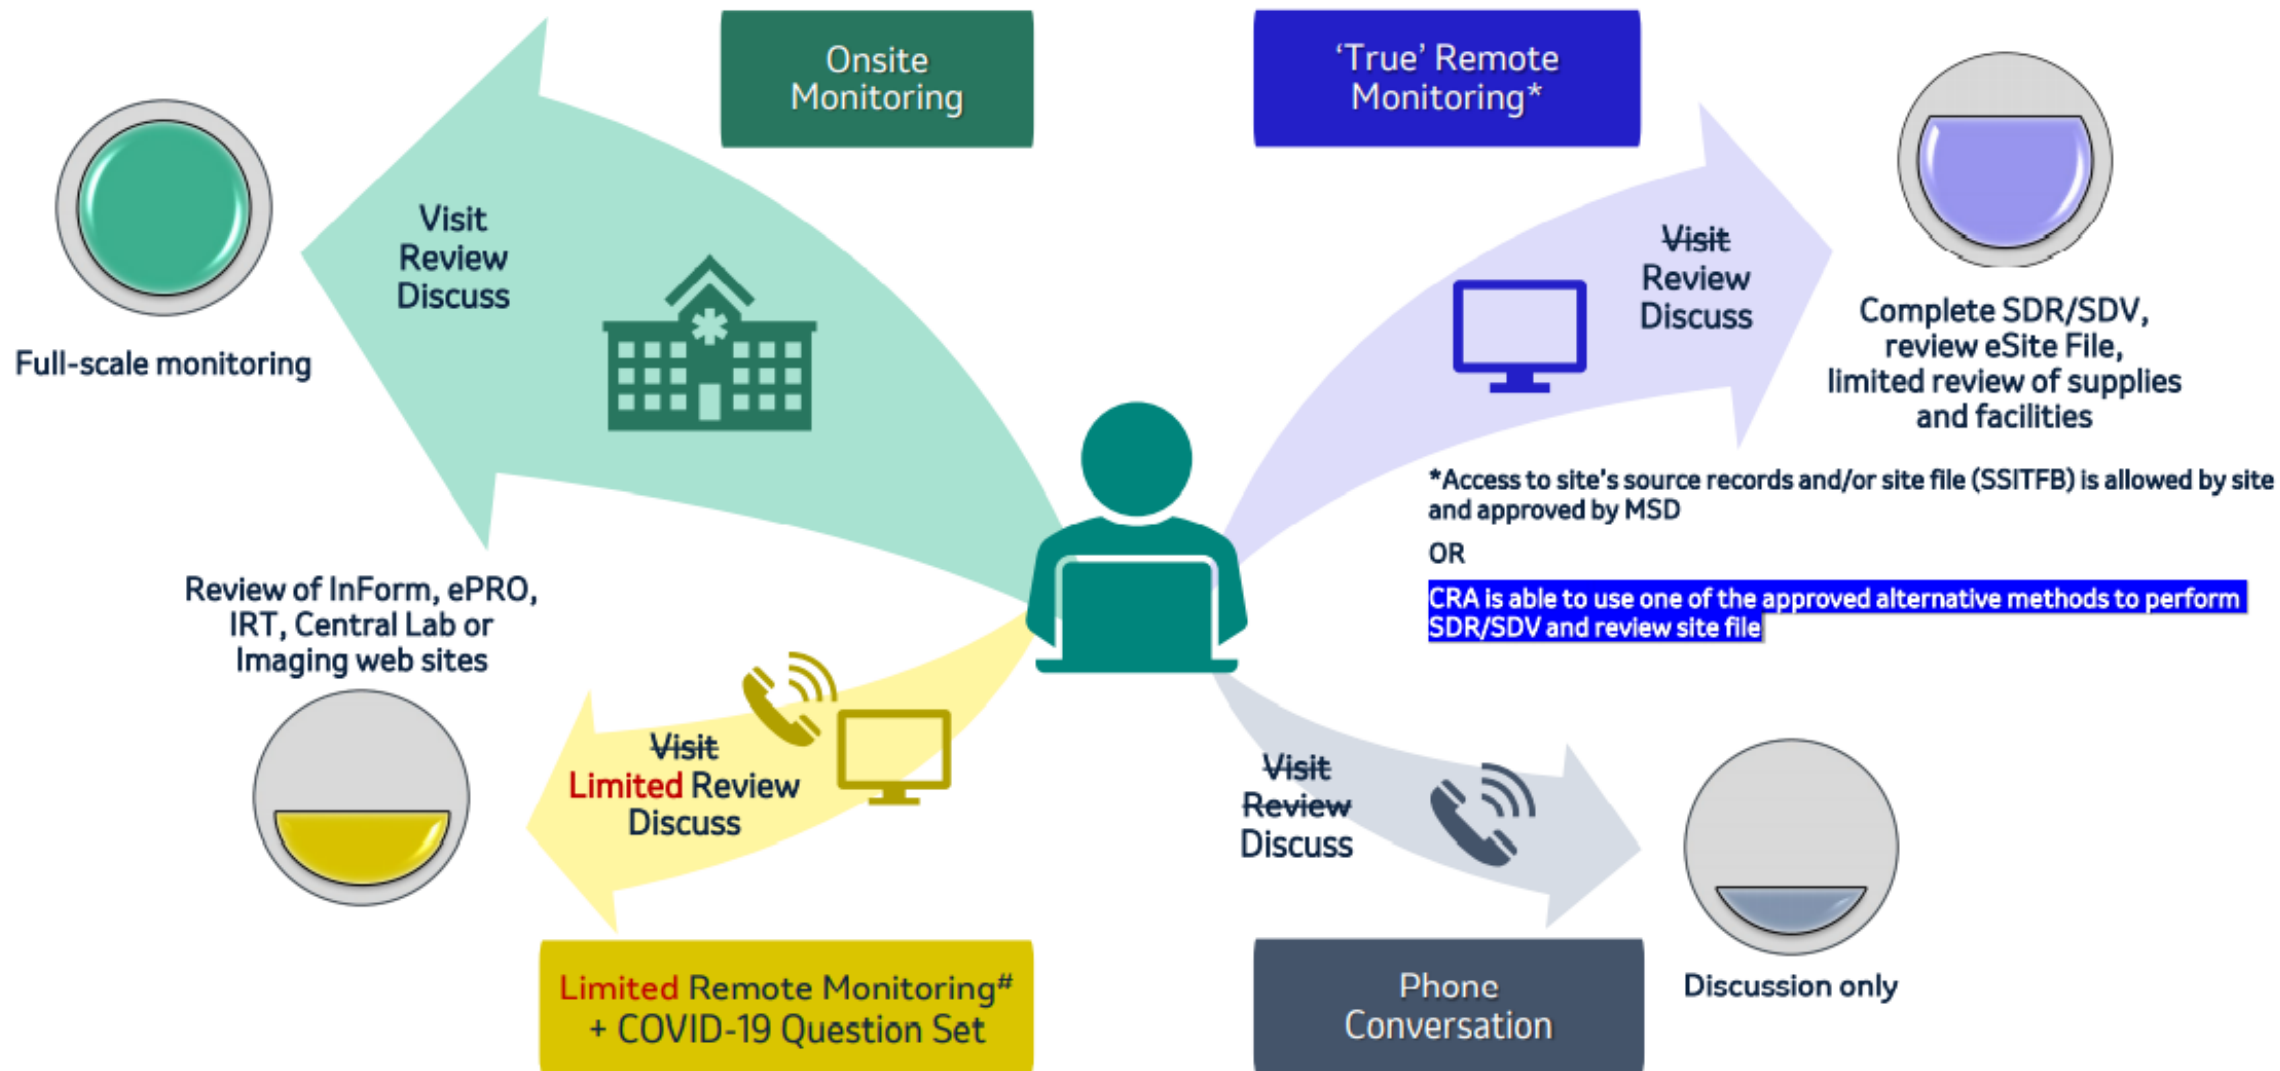 Onsite
Monitoring
Visit
Review
Discuss
Full-scale monitoring
'True' Remote
Monitoring*
Visit
Review
Discuss
Complete SDR/SDV,
review eSite File,
limited review of supplies
and facilities
*Access to site's source records and/or site file (SSITFB) is allowed by site
and approved by MSD
OR
CRA is able to use one of the approved alternative methods to perform
SDR/SDV and review site file
Review of InForm, ePRO,
IRT, Central Lab or
Imaging web sites
Visit
Limited Review
Discuss
Limited Remote Monitoring#
+ COVID-19 Question Set
Visit
Review
Discuss
Discussion only
Phone
Conversation